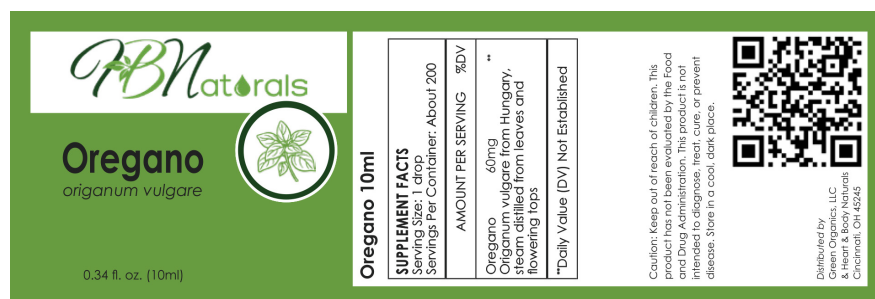 HBNaturals
Oregano
origanum vulgare
0.34 fl. oz. (10ml)
Oregano 10ml
SUPPLEMENT FACTS
Serving Size: 1 drop
Servings Per Container: About 200
AMOUNT PER SERVING %DV
Oregano 60mg **
Origanum vulgare from Hungary,
steam distilled from leaves and
flowering tops
**Daily Value (DV) Not Established
Caution: Keep out of reach of children. This
product has not been evaluated by the Food
and Drug Administration. This product is not
intended to diagnose, treat, cure, or prevent
disease. Store in a cool, dark place.
Distributed by
Green Organics, LLC
& Heart & Body Naturals
Cincinnati, OH 45245